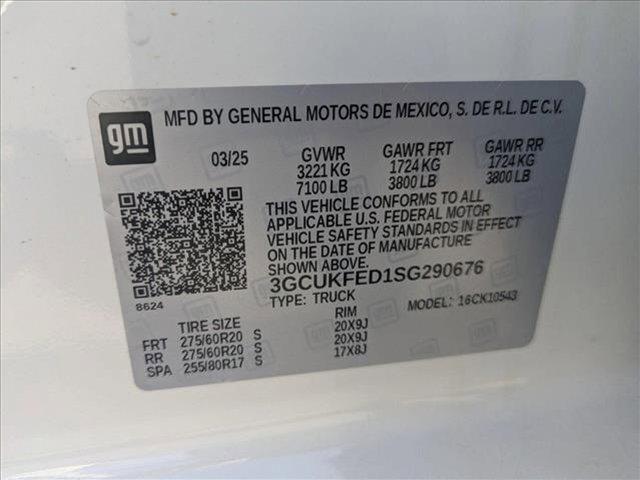 gm
MFD BY GENERAL MOTORS DE MEXICO, S. DE R.L. DE C.V.
03/25 GVWR GAWR FRT GAWR RR
3221 KG 1724 KG 1724 KG
7100 LB 3800 LB 3800 LB
THIS VEHICLE CONFORMS TO ALL
APPLICABLE U.S. FEDERAL MOTOR
VEHICLE SAFETY STANDARDS IN EFFECT
ON THE DATE OF MANUFACTURE
SHOWN ABOVE.
3GCUKFED1SG290676
8624
TYPE: TRUCK MODEL: 16CK10543
TIRE SIZE RIM
FRT 275/60R20 S 20X9J
RR 275/60R20 S 20X9J
SPA 255/80R17 S 17X8J